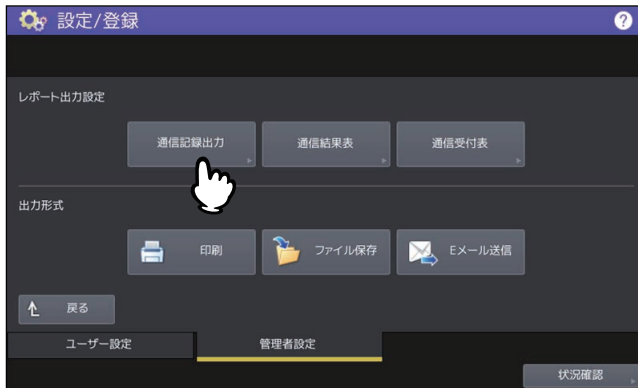 設定/登録
?
レポート出力設定
通信記録出力
通信結果表
通信受付表
出力形式
印刷
ファイル保存
Eメール送信
戻る
ユーザー設定
管理者設定
状況確認